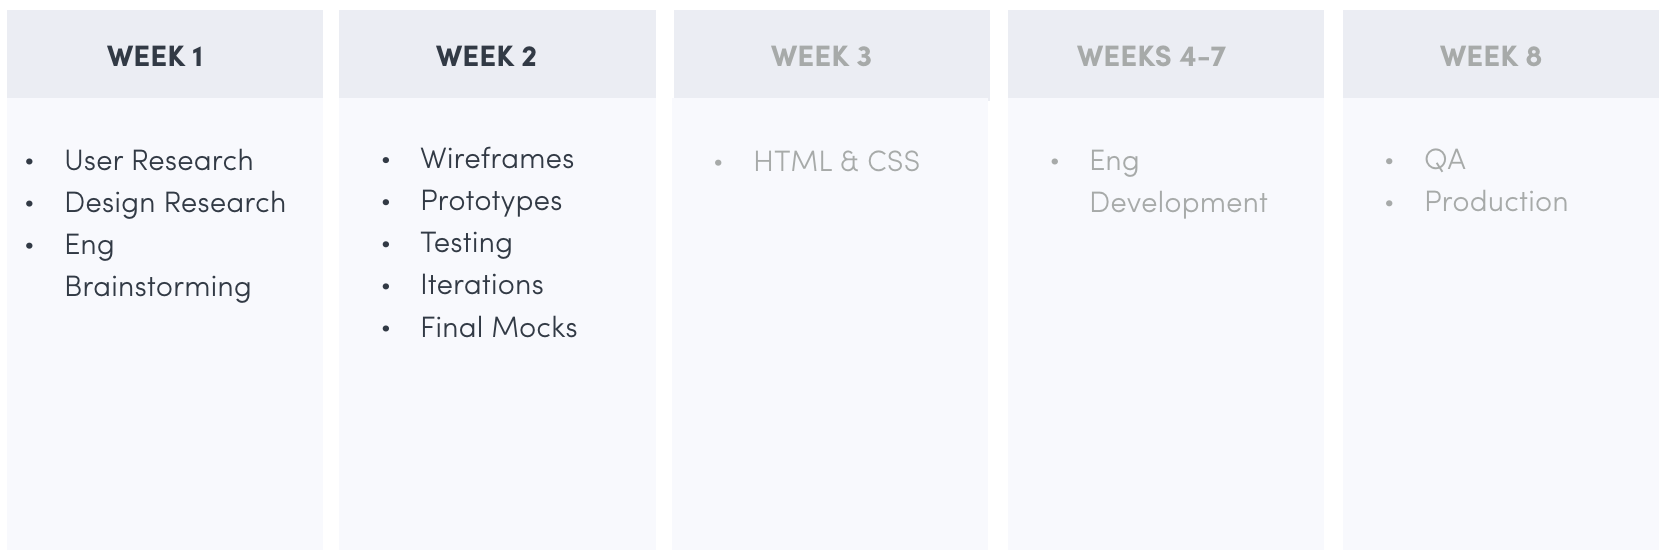 WEEK 1
• User Research
• Design Research
• Eng
Brainstorming
WEEK 2
• Wireframes
• Prototypes
• Testing
• Iterations
• Final Mocks
WEEK 3
• HTML & CSS
WEEKS 4-7
• Eng
Development
WEEK 8
• QA
• Production